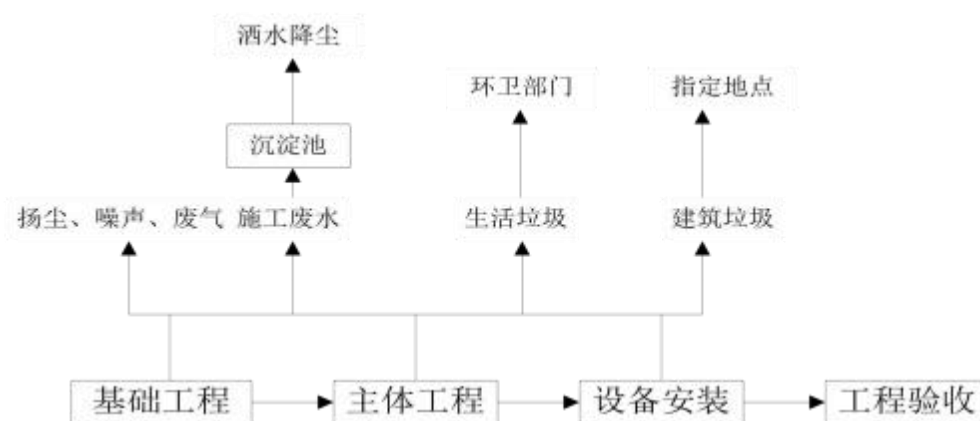 洒水降尘
环卫部门
指定地点
沉淀池
扬尘、噪声、废气
施工废水
生活垃圾
建筑垃圾
基础工程
主体工程
设备安装
工程验收